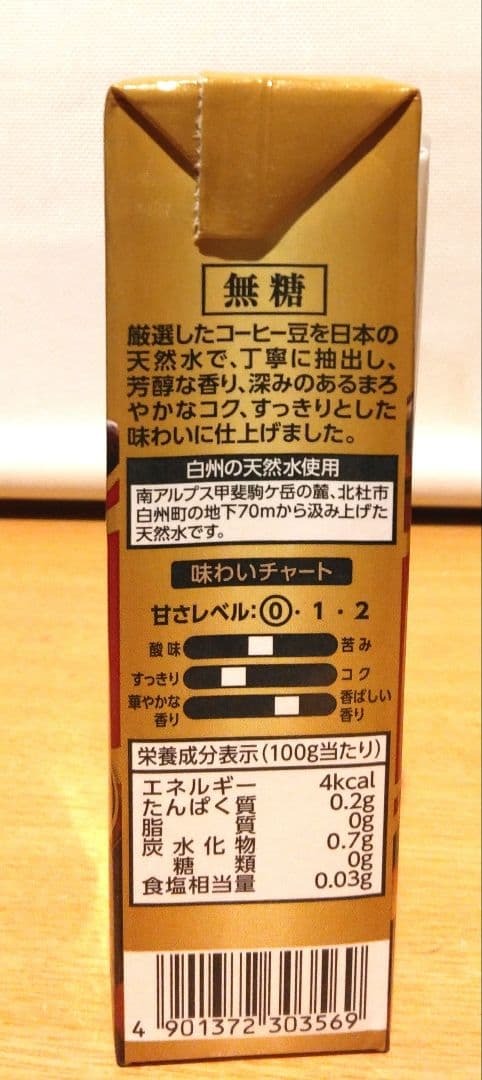 無糖
厳選したコーヒー豆を日本の
天然水で、丁寧に抽出し、
芳醇な香り、深みのあるまろ
やかなコク、すっきりとした
味わいに仕上げました。
白州の天然水使用
南アルプス甲斐駒ケ岳の麓、北杜市
白州町の地下70mから汲み上げた
天然水です。
味わいチャート
甘さレベル:⓪・1・2
酸味 苦み
すっきり コク
華やかな香り 香ばしい香り
栄養成分表示(100g当たり)
エネルギー 4kcal
たんぱく質 0.2g
脂質 0g
炭水化物 0.7g
糖類 0g
食塩相当量 0.03g
4 901372 303569